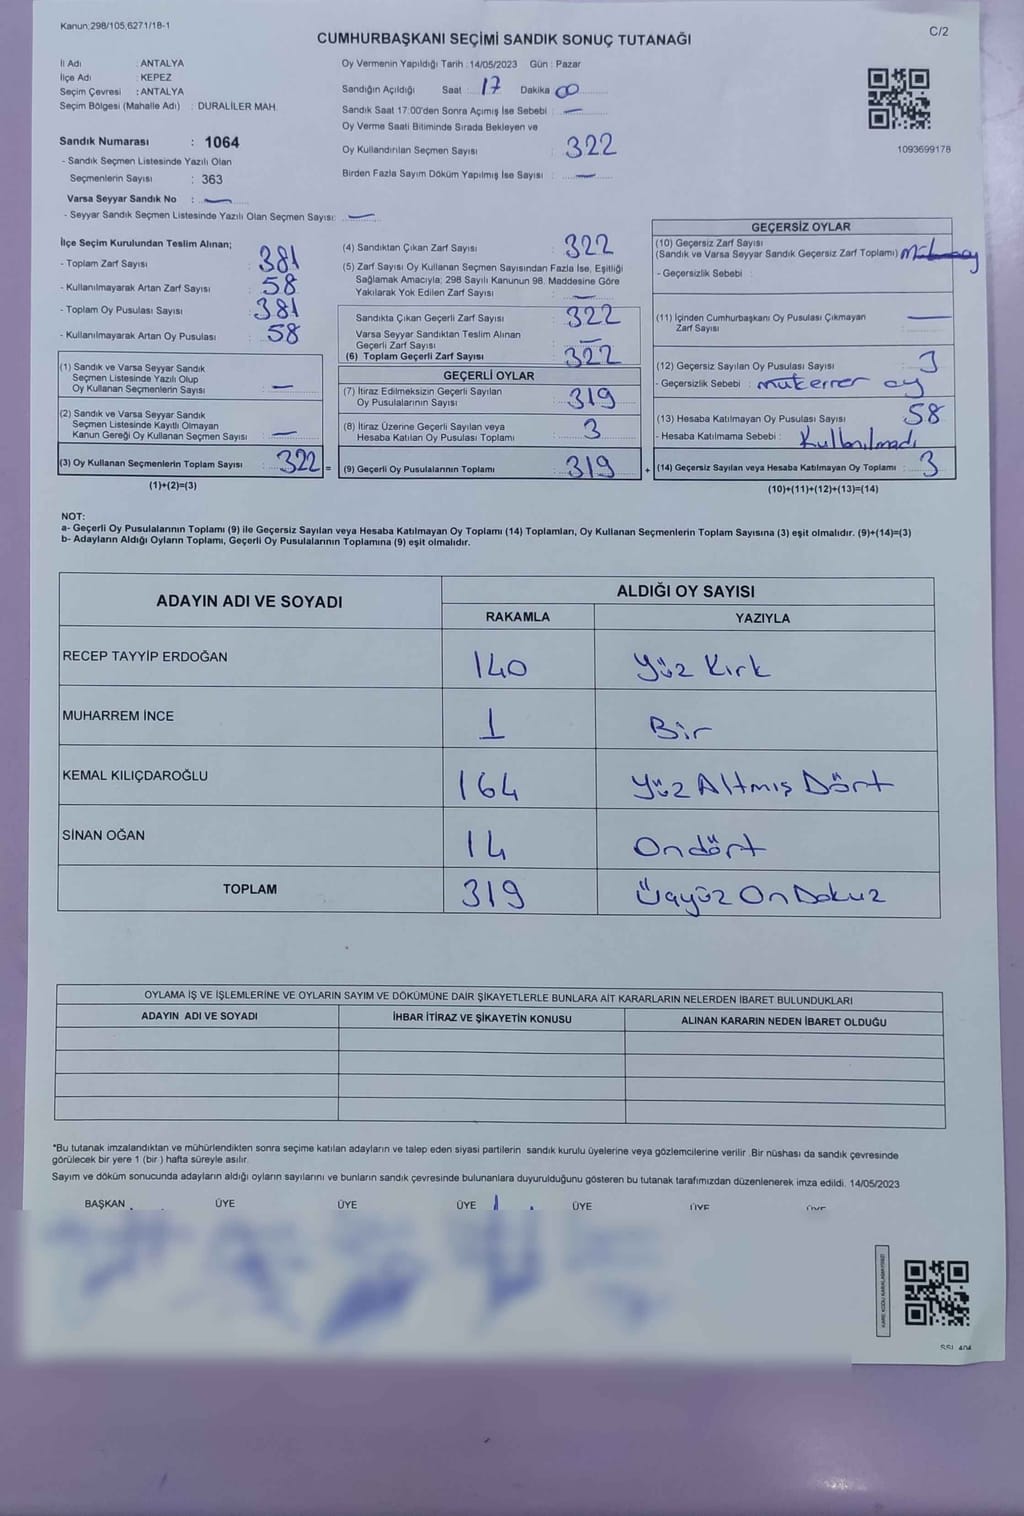 Kanun:298/105,6271/18-1
C/2
CUMHURBAŞKANI SEÇİMİ SANDIK SONUÇ TUTANAĞI
İl Adı : ANTALYA
İlçe Adı : KEPEZ
Seçim Çevresi : ANTALYA
Seçim Bölgesi (Mahalle Adı) : DURALİLER MAH.
Sandık Numarası : 1064
- Sandık Seçmen Listesinde Yazılı Olan
Seçmenlerin Sayısı : 363
Varsa Seyyar Sandık No : —
- Seyyar Sandık Seçmen Listesinde Yazılı Olan Seçmen Sayısı: —
Oy Vermenin Yapıldığı Tarih :14/05/2023 Gün : Pazar
Sandığın Açıldığı Saat : 17 Dakika 00
Sandık Saat 17:00'den Sonra Açımış İse Sebebi : —
Oy Verme Saati Bitiminde Sırada Bekleyen ve
Oy Kullandırılan Seçmen Sayısı : 322
Birden Fazla Sayım Döküm Yapılmış İse Sayısı : —
1093699178
İlçe Seçim Kurulundan Teslim Alınan;
- Toplam Zarf Sayısı : 381
- Kullanılmayarak Artan Zarf Sayısı : 58
- Toplam Oy Pusulası Sayısı : 381
- Kullanılmayarak Artan Oy Pusulası : 58
(1) Sandık ve Varsa Seyyar Sandık
Seçmen Listesinde Yazılı Olup
Oy Kullanan Seçmenlerin Sayısı : —
(2) Sandık ve Varsa Seyyar Sandık
Seçmen Listesinde Kayıtlı Olmayan
Kanun Gereği Oy Kullanan Seçmen Sayısı : —
(3) Oy Kullanan Seçmenlerin Toplam Sayısı : 322 =
(1)+(2)=(3)
(4) Sandıktan Çıkan Zarf Sayısı : 322
(5) Zarf Sayısı Oy Kullanan Seçmen Sayısından Fazla İse, Eşitliği
Sağlamak Amacıyla; 298 Sayılı Kanunun 98. Maddesine Göre
Yakılarak Yok Edilen Zarf Sayısı : —
Sandıkta Çıkan Geçerli Zarf Sayısı : 322
Varsa Seyyar Sandıktan Teslim Alınan
Geçerli Zarf Sayısı : —
(6) Toplam Geçerli Zarf Sayısı : 322
GEÇERLİ OYLAR
(7) İtiraz Edilmeksizin Geçerli Sayılan
Oy Pusulalarının Sayısı : 319
(8) İtiraz Üzerine Geçerli Sayılan veya
Hesaba Katılan Oy Pusulası Toplamı : 3
(9) Geçerli Oy Pusulalarının Toplamı : 319 +
GEÇERSİZ OYLAR
(10) Geçersiz Zarf Sayısı
(Sandık ve Varsa Seyyar Sandık Geçersiz Zarf Toplamı)
- Geçersizlik Sebebi :
(11) İçinden Cumhurbaşkanı Oy Pusulası Çıkmayan
Zarf Sayısı : —
(12) Geçersiz Sayılan Oy Pusulası Sayısı : 3
- Geçersizlik Sebebi : mükerrer oy
(13) Hesaba Katılmayan Oy Pusulası Sayısı : 58
- Hesaba Katılmama Sebebi : Kullanılmadı
(14) Geçersiz Sayılan veya Hesaba Katılmayan Oy Toplamı : 3
(10)+(11)+(12)+(13)=(14)
NOT:
a- Geçerli Oy Pusulalarının Toplamı (9) ile Geçersiz Sayılan veya Hesaba Katılmayan Oy Toplamı (14) Toplamları, Oy Kullanan Seçmenlerin Toplam Sayısına (3) eşit olmalıdır. (9)+(14)=(3)
b- Adayların Aldığı Oyların Toplamı, Geçerli Oy Pusulalarının Toplamına (9) eşit olmalıdır.
ADAYIN ADI VE SOYADI
ALDIĞI OY SAYISI
RAKAMLA YAZIYLA
RECEP TAYYİP ERDOĞAN 140 Yüz Kırk
MUHARREM İNCE 1 Bir
KEMAL KILIÇDAROĞLU 164 Yüz Altmış Dört
SİNAN OĞAN 14 Ondört
TOPLAM 319 Üçyüz On Dokuz
OYLAMA İŞ VE İŞLEMLERİNE VE OYLARIN SAYIM VE DÖKÜMÜNE DAİR ŞİKAYETLERLE BUNLARA AİT KARARLARIN NELERDEN İBARET BULUNDUKLARI
ADAYIN ADI VE SOYADI İHBAR İTİRAZ VE ŞİKAYETİN KONUSU ALINAN KARARIN NEDEN İBARET OLDUĞU
*Bu tutanak imzalandıktan ve mühürlendikten sonra seçime katılan adayların ve talep eden siyasi partilerin sandık kurulu üyelerine veya gözlemcilerine verilir .Bir nüshası da sandık çevresinde
görülecek bir yere 1 (bir ) hafta süreyle asılır.
Sayım ve döküm sonucunda adayların aldığı oyların sayılarını ve bunların sandık çevresinde bulunanlara duyurulduğunu gösteren bu tutanak tarafımızdan düzenlenerek imza edildi. 14/05/2023
BAŞKAN ÜYE ÜYE ÜYE ÜYE ÜYE ÜYE